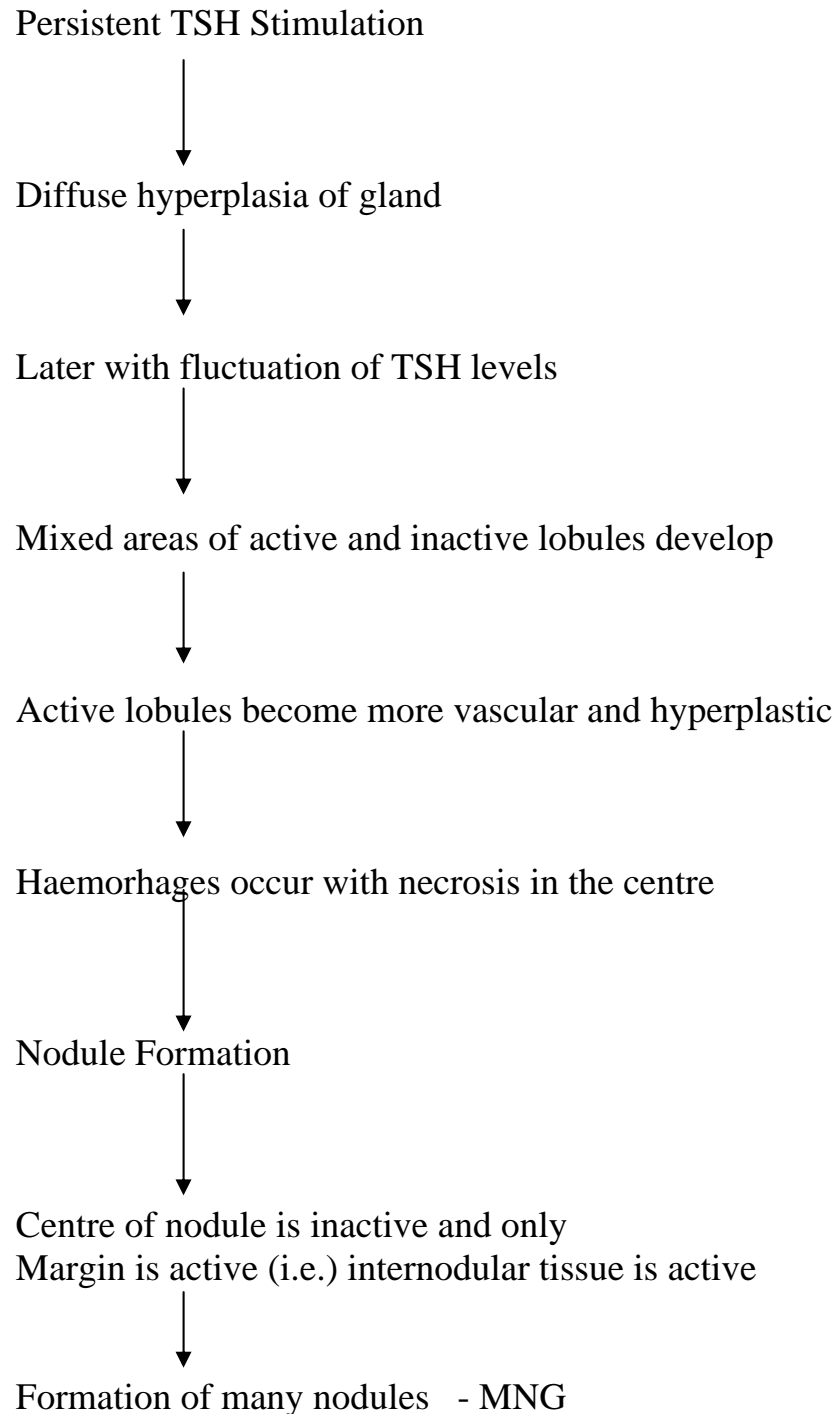 Persistent TSH Stimulation
Diffuse hyperplasia of gland
Later with fluctuation of TSH levels
Mixed areas of active and inactive lobules develop
Active lobules become more vascular and hyperplastic
Haemorhages occur with necrosis in the centre
Nodule Formation
Centre of nodule is inactive and only
Margin is active (i.e.) internodular tissue is active
Formation of many nodules - MNG